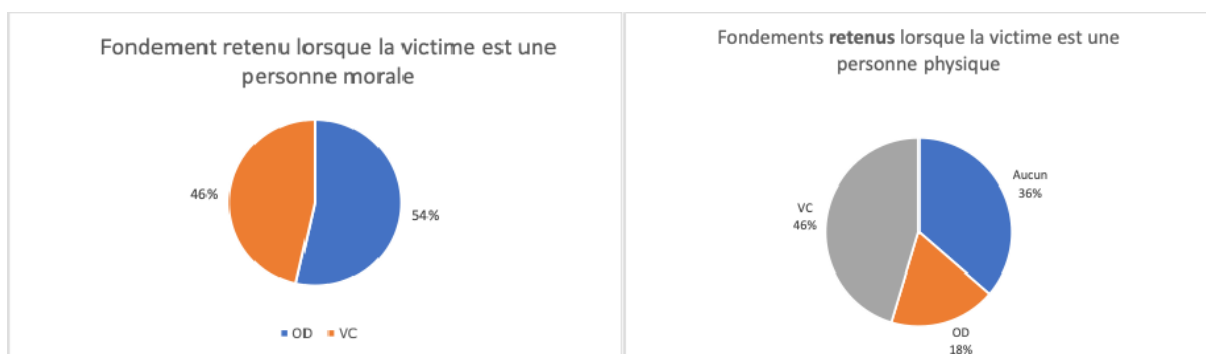 Fondement retenu lorsque la victime est une
personne morale
46%
54%
OD VC
Fondements retenus lorsque la victime est une
personne physique
Aucun
36%
VC
46%
OD
18%